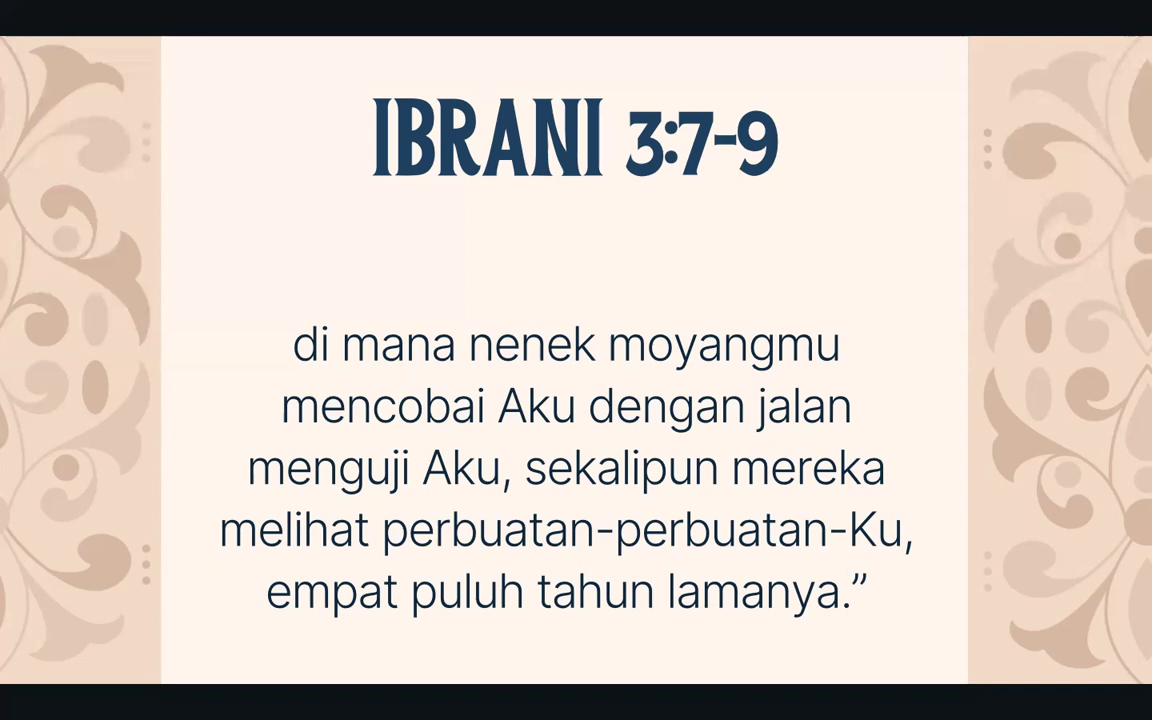 IBRANI 3:7-9
di mana nenek moyangmu
mencobai Aku dengan jalan
menguji Aku, sekalipun mereka
melihat perbuatan-perbuatan-Ku,
empat puluh tahun lamanya.”